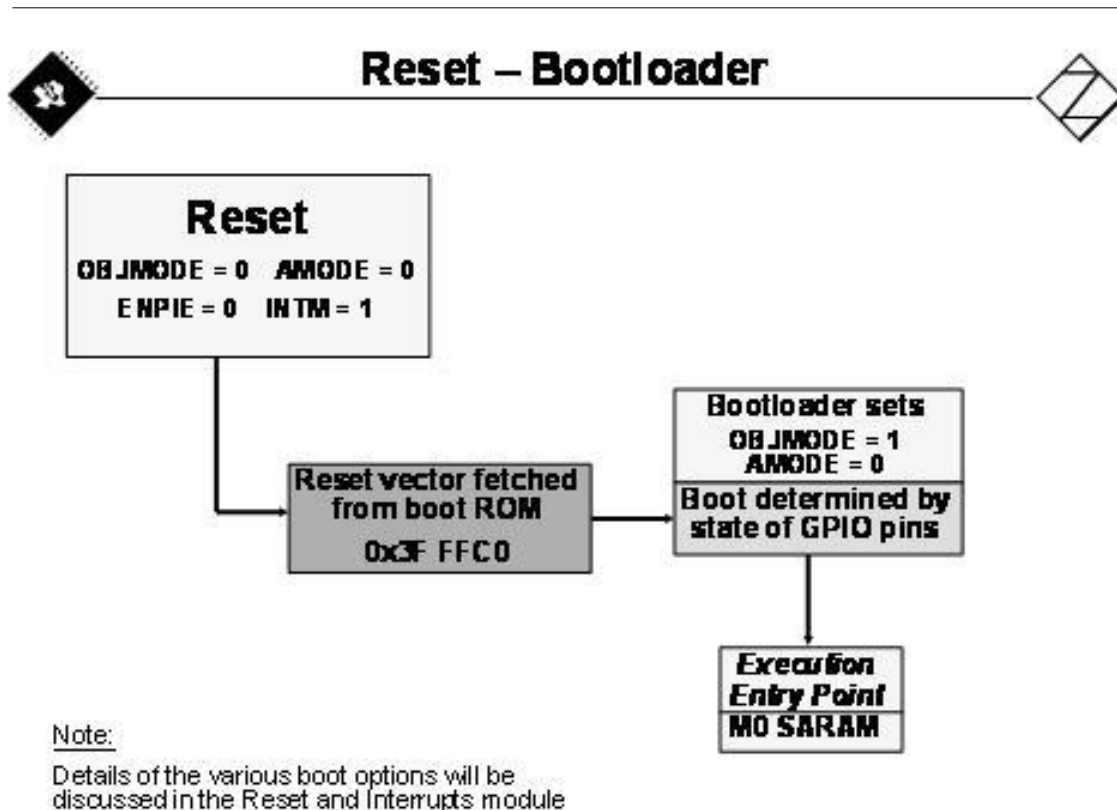 Reset – Bootloader
Reset
OBJMODE = 0 AMODE = 0
ENPIE = 0 INTM = 1
Reset vector fetched
from boot ROM
0x3F FFC0
Bootloader sets
OBJMODE = 1
AMODE = 0
Boot determined by
state of GPIO pins
Execution
Entry Point
M0 SARAM
Note:
Details of the various boot options will be
discussed in the Reset and Interrupts module